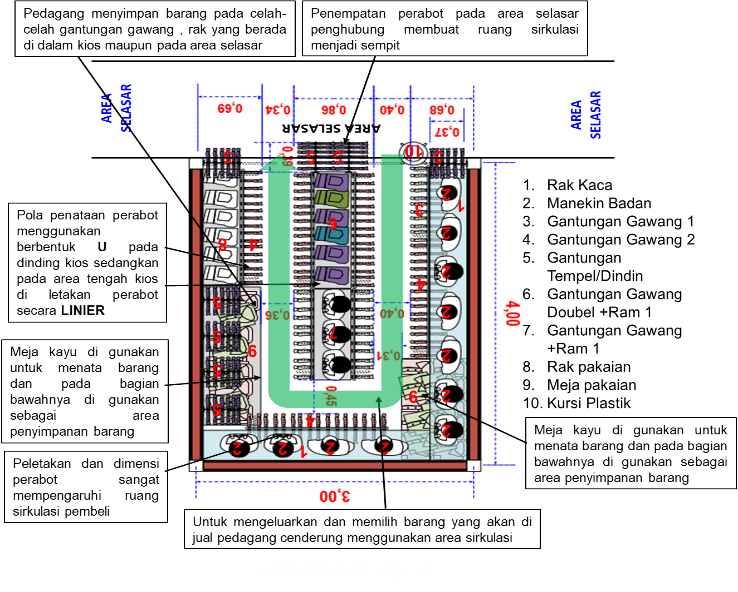 Pedagang menyimpan barang pada celah-
celah gantungan gawang , rak yang berada
di dalam kios maupun pada area selasar
Penempatan perabot pada area selasar
penghubung membuat ruang sirkulasi
menjadi sempit
AREA
SELASAR
0,69
0,34
0,86
0,40
0,68
0,37
AREA SELASAR
AREA
SELASAR
0,39
10
Pola penataan perabot
menggunakan
berbentuk U pada
dinding kios sedangkan
pada area tengah kios
di letakan perabot
secara LINIER
1. Rak Kaca
2. Manekin Badan
3. Gantungan Gawang 1
4. Gantungan Gawang 2
5. Gantungan
Tempel/Dindin
6. Gantungan Gawang
Doubel +Ram 1
7. Gantungan Gawang
+Ram 1
8. Rak pakaian
9. Meja pakaian
10. Kursi Plastik
4,00
0,36
0,40
0,31
0,45
Meja kayu di gunakan
untuk menata barang
dan pada bagian
bawahnya di gunakan
sebagai area
penyimpanan barang
Meja kayu di gunakan untuk
menata barang dan pada bagian
bawahnya di gunakan sebagai
area penyimpanan barang
Peletakan dan dimensi
perabot sangat
mempengaruhi ruang
sirkulasi pembeli
3,00
Untuk mengeluarkan dan memilih barang yang akan di
jual pedagang cenderung menggunakan area sirkulasi